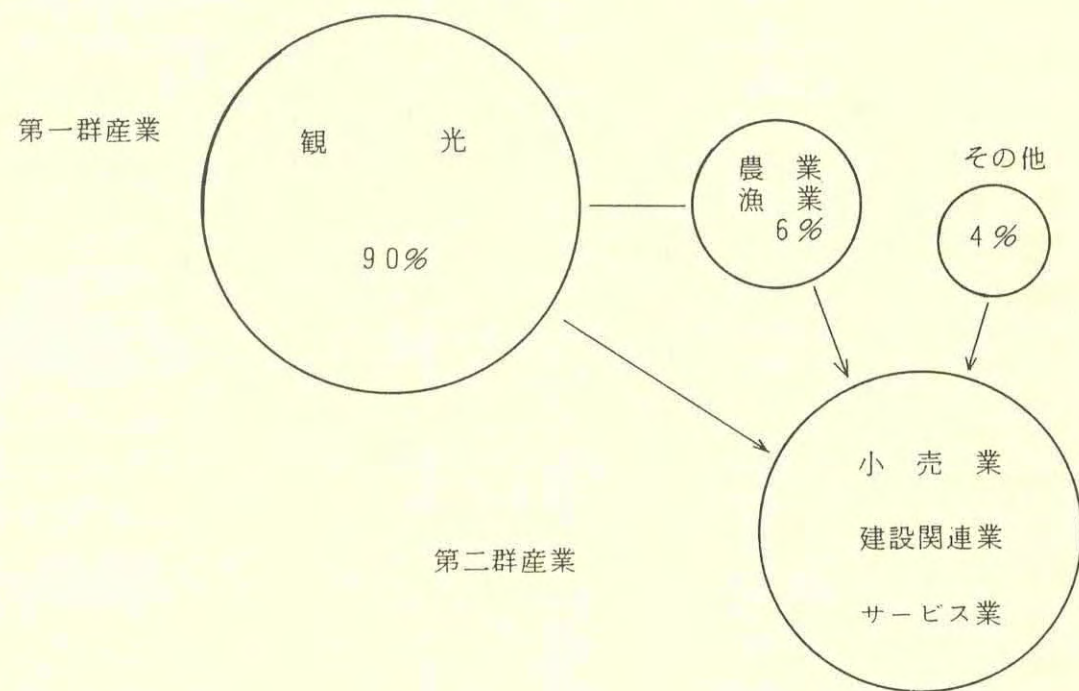 第一群産業
観光
90%
農業
漁業
6%
その他
4%
第二群産業
小売業
建設関連業
サービス業